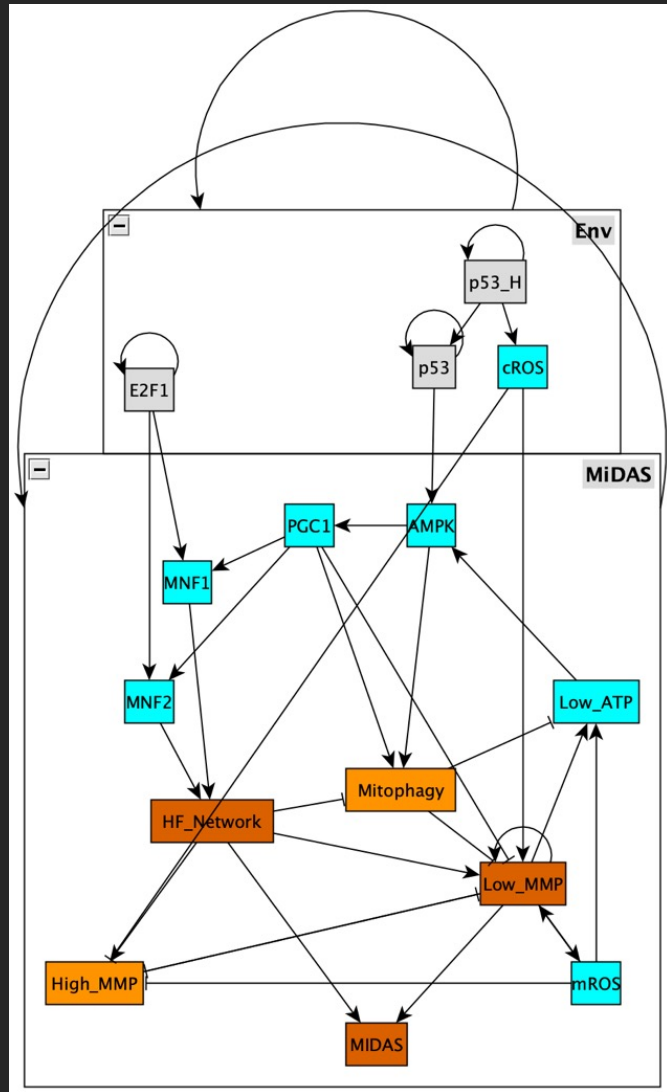 Env
p53_H
p53
cROS
E2F1
MiDAS
PGC1
AMPK
MNF1
MNF2
Low_ATP
Mitophagy
HF_Network
Low_MMP
High_MMP
mROS
MIDAS